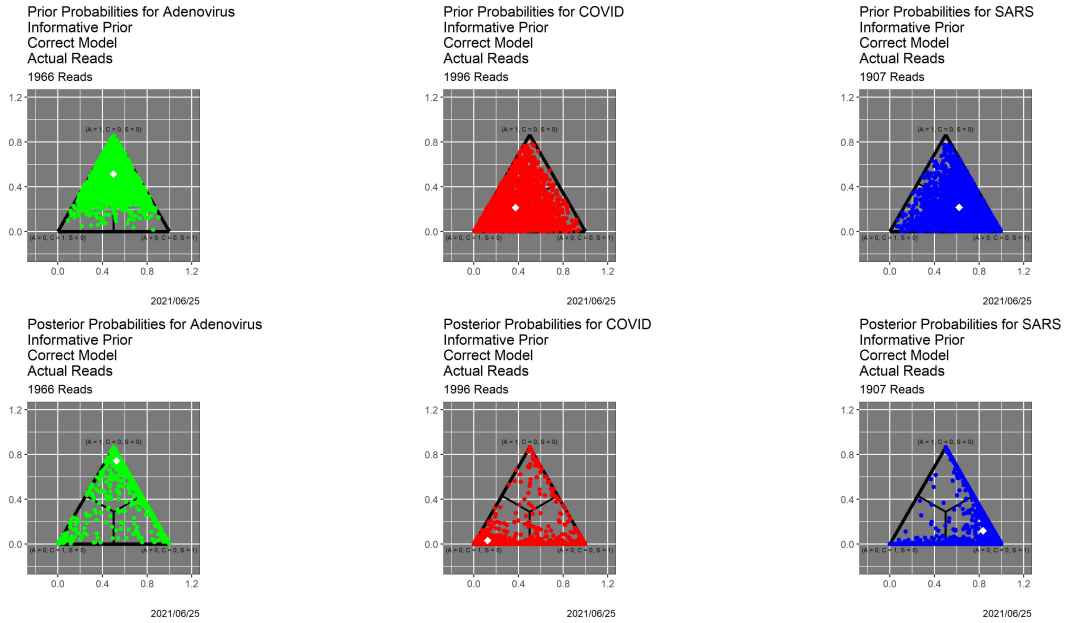 Prior Probabilities for Adenovirus
Informative Prior
Correct Model
Actual Reads
1966 Reads
1.2
0.8
0.4
0.0
(A = 1, C = 0, S = 0)
(A = 0, C = 1, S = 0)
(A = 0, C = 0, S = 1)
0.0 0.4 0.8 1.2
2021/06/25
Prior Probabilities for COVID
Informative Prior
Correct Model
Actual Reads
1996 Reads
1.2
0.8
0.4
0.0
(A = 1, C = 0, S = 0)
(A = 0, C = 1, S = 0)
(A = 0, C = 0, S = 1)
0.0 0.4 0.8 1.2
2021/06/25
Prior Probabilities for SARS
Informative Prior
Correct Model
Actual Reads
1907 Reads
1.2
0.8
0.4
0.0
(A = 1, C = 0, S = 0)
(A = 0, C = 1, S = 0)
(A = 0, C = 0, S = 1)
0.0 0.4 0.8 1.2
2021/06/25
Posterior Probabilities for Adenovirus
Informative Prior
Correct Model
Actual Reads
1966 Reads
1.2
0.8
0.4
0.0
(A = 1, C = 0, S = 0)
(A = 0, C = 1, S = 0)
(A = 0, C = 0, S = 1)
0.0 0.4 0.8 1.2
2021/06/25
Posterior Probabilities for COVID
Informative Prior
Correct Model
Actual Reads
1996 Reads
1.2
0.8
0.4
0.0
(A = 1, C = 0, S = 0)
(A = 0, C = 1, S = 0)
(A = 0, C = 0, S = 1)
0.0 0.4 0.8 1.2
2021/06/25
Posterior Probabilities for SARS
Informative Prior
Correct Model
Actual Reads
1907 Reads
1.2
0.8
0.4
0.0
(A = 1, C = 0, S = 0)
(A = 0, C = 1, S = 0)
(A = 0, C = 0, S = 1)
0.0 0.4 0.8 1.2
2021/06/25